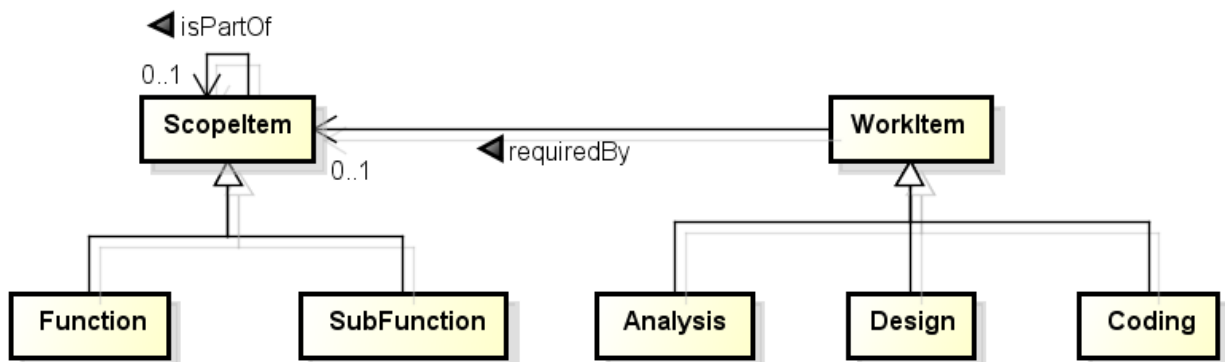 isPartOf
0..1
ScopeItem
WorkItem
requiredBy
0..1
Function
SubFunction
Analysis
Design
Coding